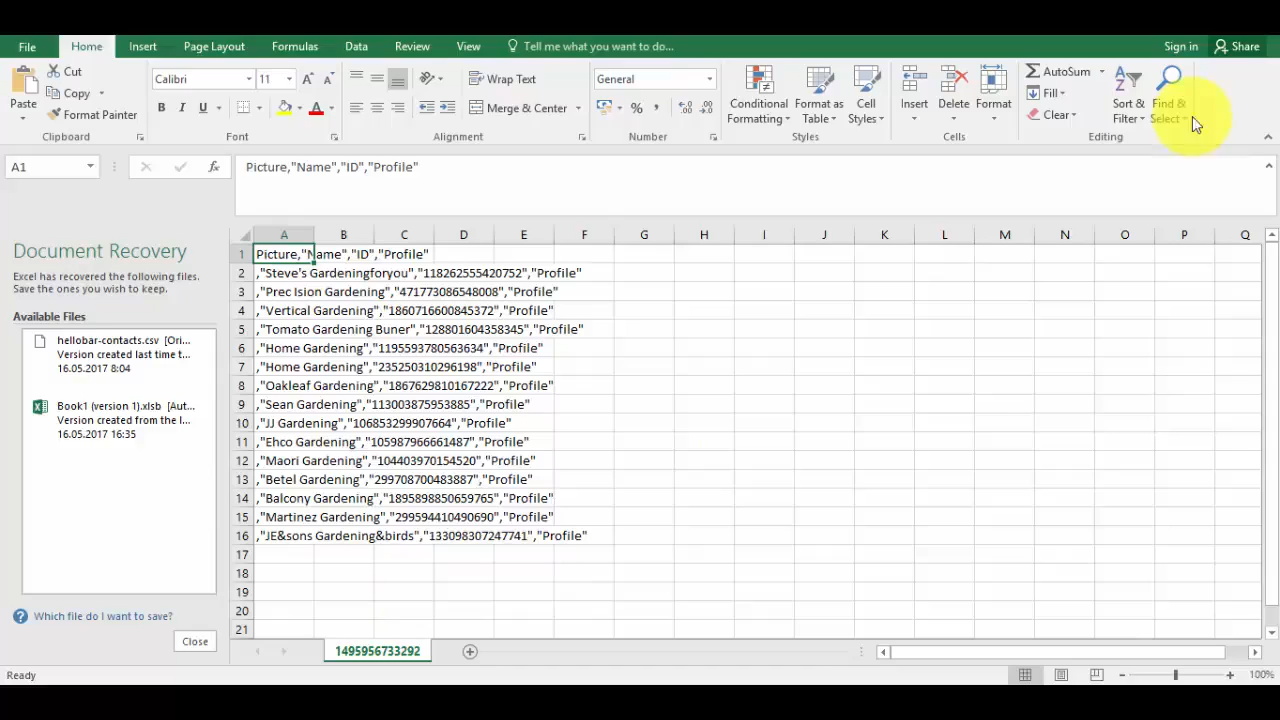 File Home Insert Page Layout Formulas Data Review View Tell me what you want to do... Sign in Share
Cut
Copy
Format Painter
Paste
Clipboard
Calibri 11
B I U
Font
Wrap Text
Merge & Center
Alignment
General
Number
Conditional Formatting
Format as Table
Cell Styles
Styles
Insert Delete Format
Cells
AutoSum
Fill
Clear
Sort & Filter
Find & Select
Editing
A1
fx
Picture,"Name","ID","Profile"
Document Recovery
Excel has recovered the following files.
Save the ones you wish to keep.
Available Files
hellobar-contacts.csv [Ori...
Version created last time t...
16.05.2017 8:04
Book1 (version 1).xlsb [Aut...
Version created from the l...
16.05.2017 16:35
Which file do I want to save?
Close
A B C D E F G H I J K L M N O P Q
1 Picture,"Name","ID","Profile"
2 ,"Steve's Gardeningforyou","118262555420752","Profile"
3 ,"Prec Ision Gardening","471773086548008","Profile"
4 ,"Vertical Gardening","1860716600845372","Profile"
5 ,"Tomato Gardening Buner","128801604358345","Profile"
6 ,"Home Gardening","1195593780563634","Profile"
7 ,"Home Gardening","235250310296198","Profile"
8 ,"Oakleaf Gardening","1867629810167222","Profile"
9 ,"Sean Gardening","113003875953885","Profile"
10 ,"JJ Gardening","106853299907664","Profile"
11 ,"Ehco Gardening","105987966661487","Profile"
12 ,"Maori Gardening","104403970154520","Profile"
13 ,"Betel Gardening","299708700483887","Profile"
14 ,"Balcony Gardening","1895898850659765","Profile"
15 ,"Martinez Gardening","299594410490690","Profile"
16 ,"JE&sons Gardening&birds","133098307247741","Profile"
17
18
19
20
21
1495956733292
Ready
100%